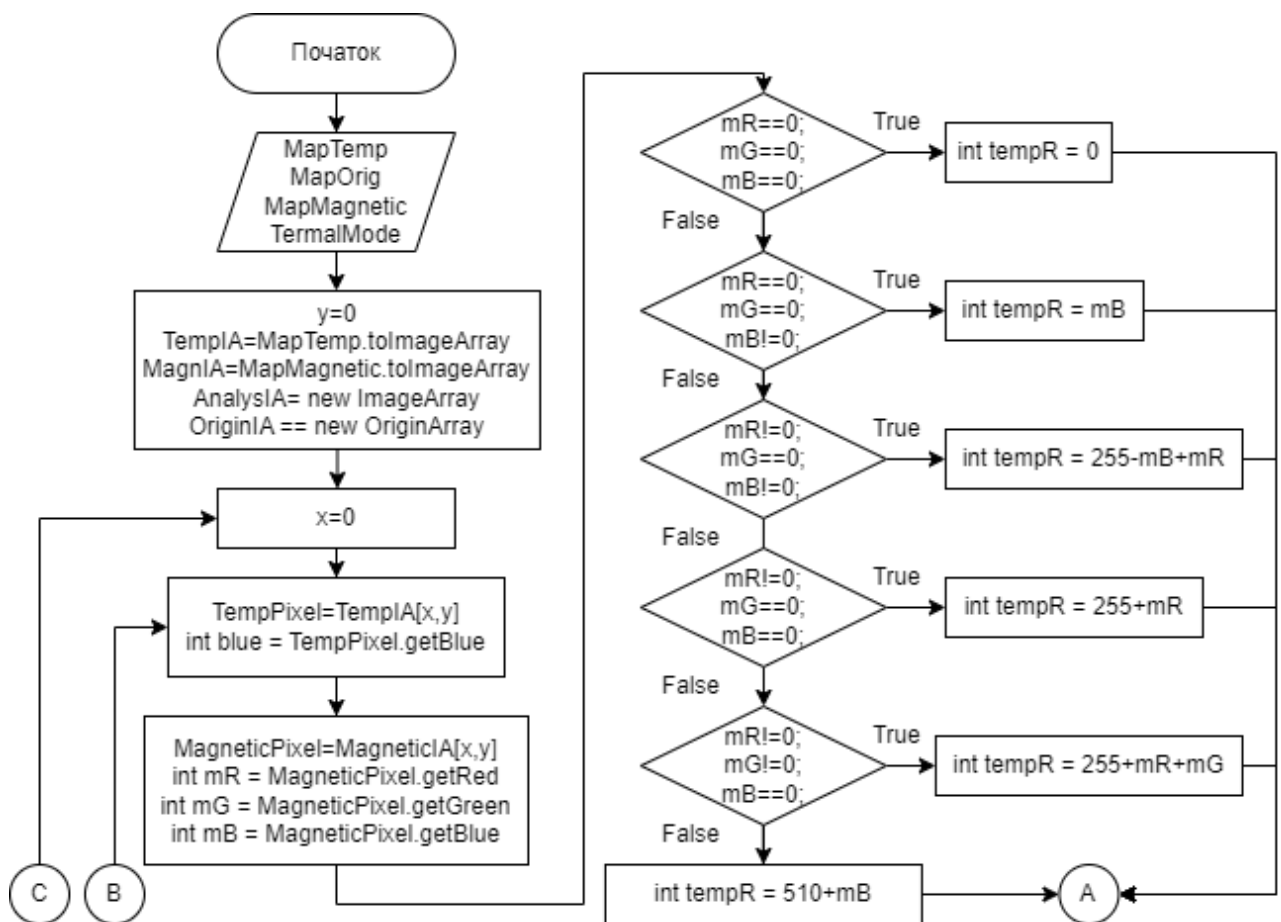 Початок
MapTemp
MapOrig
MapMagnetic
TermalMode
y=0
TempIA=MapTemp.toImageArray
MagnIA=MapMagnetic.toImageArray
AnalysIA= new ImageArray
OriginIA == new OriginArray
x=0
TempPixel=TempIA[x,y]
int blue = TempPixel.getBlue
MagneticPixel=MagneticIA[x,y]
int mR = MagneticPixel.getRed
int mG = MagneticPixel.getGreen
int mB = MagneticPixel.getBlue
C
B
mR==0;
mG==0;
mB==0;
True
int tempR = 0
False
mR==0;
mG==0;
mB!=0;
True
int tempR = mB
False
mR!=0;
mG==0;
mB!=0;
True
int tempR = 255-mB+mR
False
mR!=0;
mG==0;
mB==0;
True
int tempR = 255+mR
False
mR!=0;
mG!=0;
mB==0;
True
int tempR = 255+mR+mG
False
int tempR = 510+mB
A